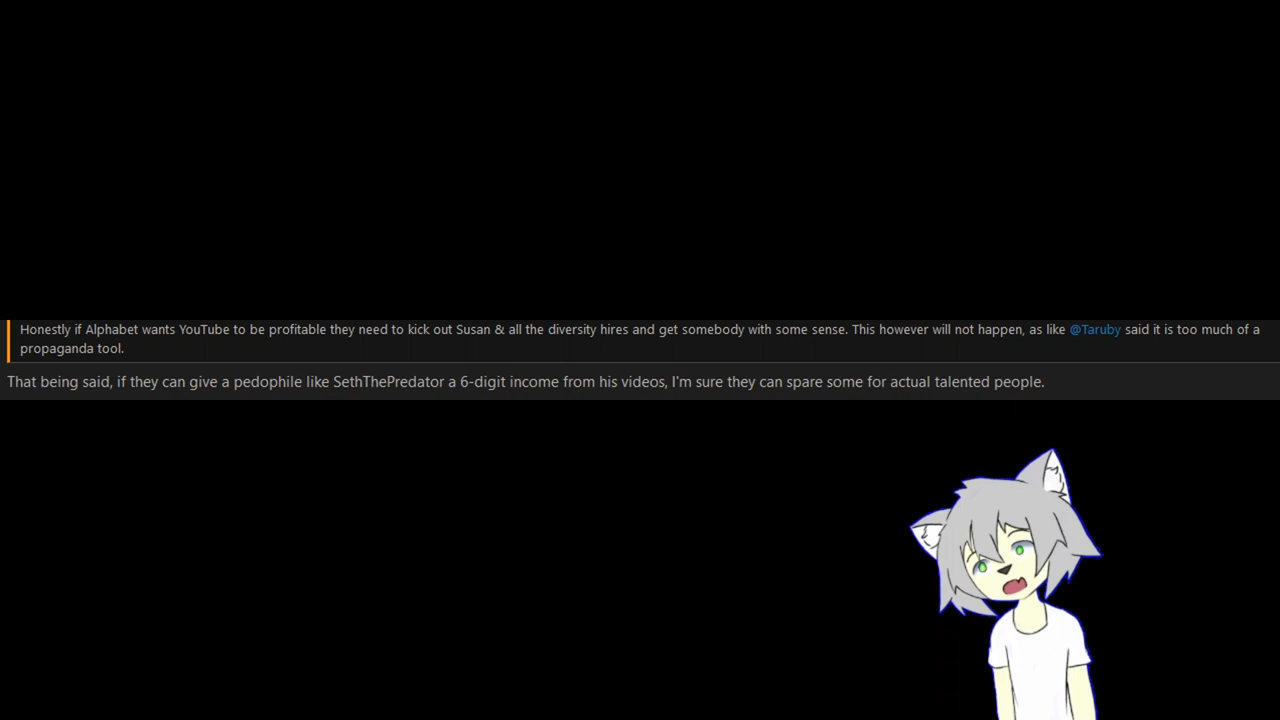 Honestly if Alphabet wants YouTube to be profitable they need to kick out Susan & all the diversity hires and get somebody with some sense. This however will not happen, as like @Taruby said it is too much of a
propaganda tool.
That being said, if they can give a pedophile like SethThePredator a 6-digit income from his videos, I'm sure they can spare some for actual talented people.